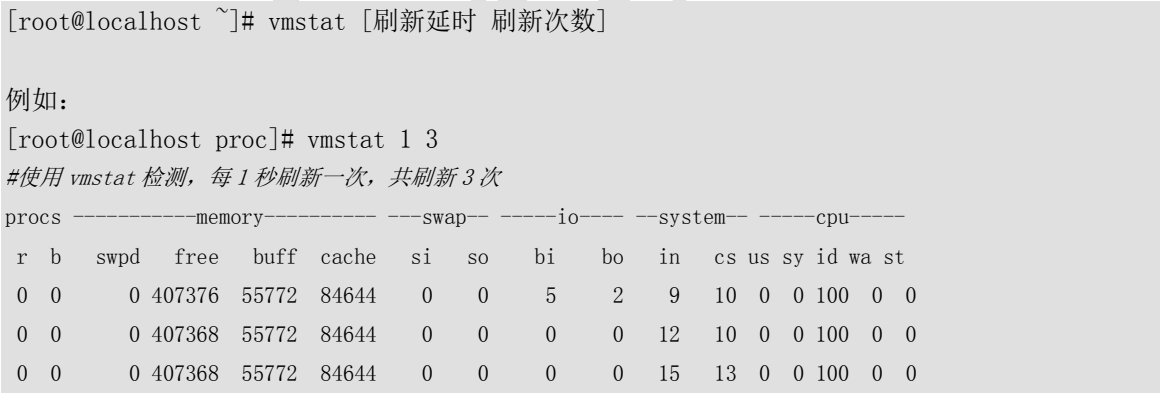 [root@localhost ~]# vmstat [刷新延时 刷新次数]
例如：
[root@localhost proc]# vmstat 1 3
#使用 vmstat 检测，每 1 秒刷新一次，共刷新 3 次
procs -----------memory---------- ---swap-- -----io---- --system-- -----cpu-----
r b swpd free buff cache si so bi bo in cs us sy id wa st
0 0 0 407376 55772 84644 0 0 5 2 9 10 0 0 100 0 0
0 0 0 407368 55772 84644 0 0 0 0 12 10 0 0 100 0 0
0 0 0 407368 55772 84644 0 0 0 0 15 13 0 0 100 0 0